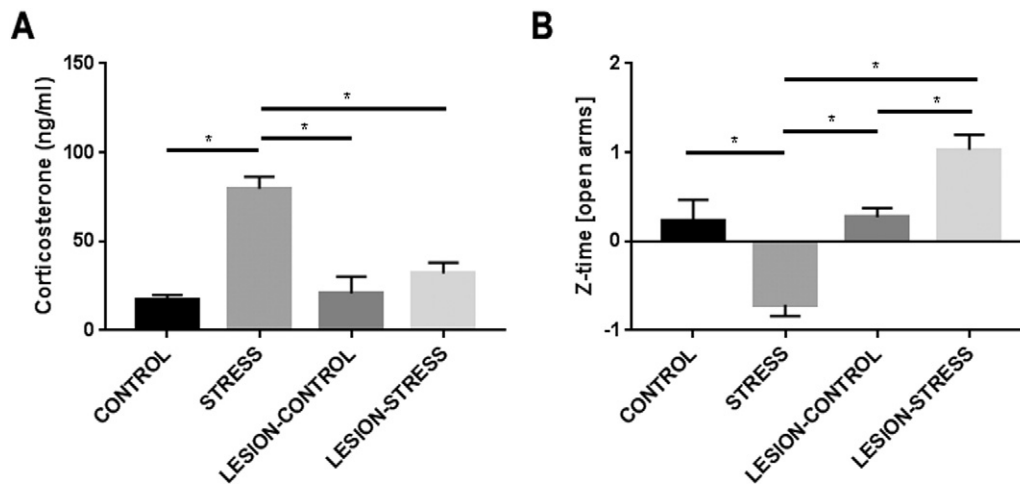 A
Corticosterone (ng/ml)
150
100
50
0
*
*
*
CONTROL
STRESS
LESION-CONTROL
LESION-STRESS
B
Z-time [open arms]
2
1
0
-1
*
*
*
*
CONTROL
STRESS
LESION-CONTROL
LESION-STRESS